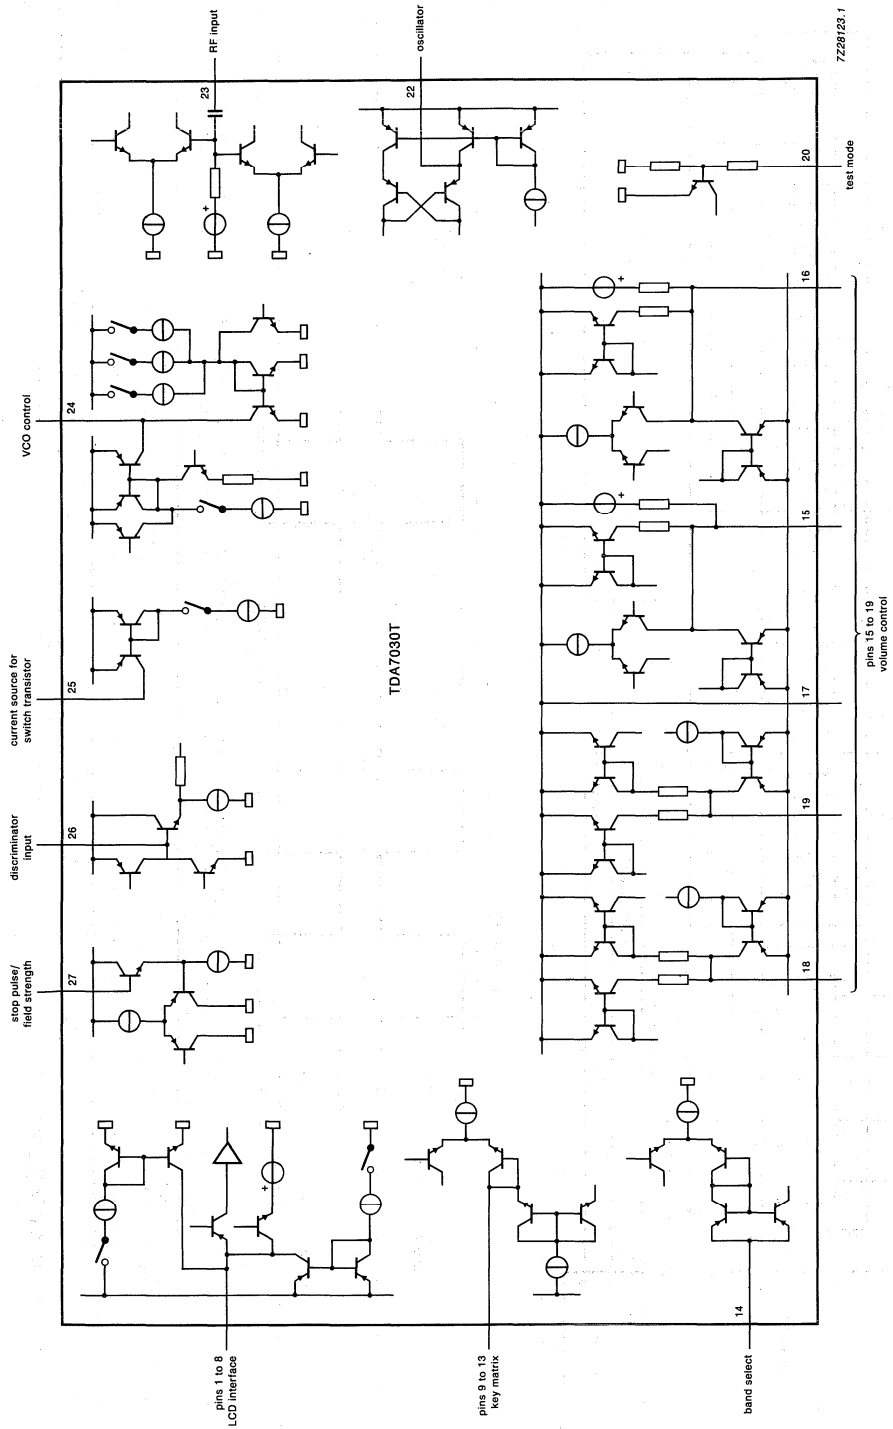 7Z28123.1
RF input
23
oscillator
22
20
test mode
VCO control
24
16
15
pins 15 to 19
volume control
17
19
18
current source for
switch transistor
25
TDA7030T
discriminator
input
26
stop pulse/
field strength
27
pins 1 to 8
LCD interface
pins 9 to 13
key matrix
14
band select
+
+
+
+